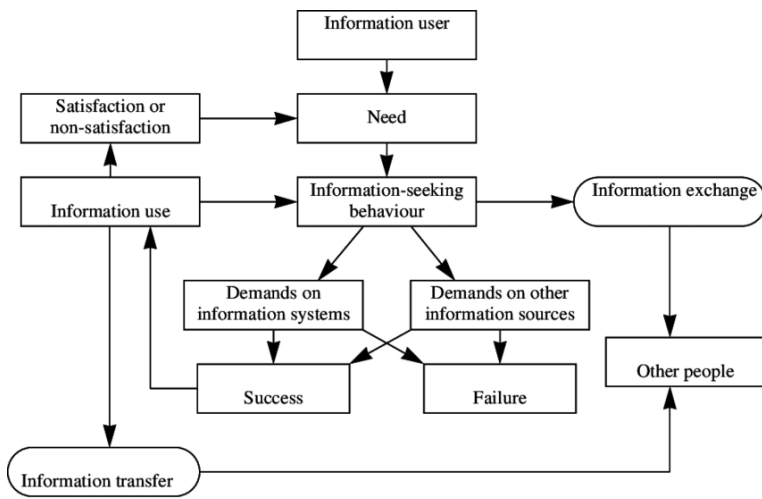 Information user
Satisfaction or
non-satisfaction
Need
Information use
Information-seeking
behaviour
Information exchange
Demands on
information systems
Demands on other
information sources
Success
Failure
Other people
Information transfer